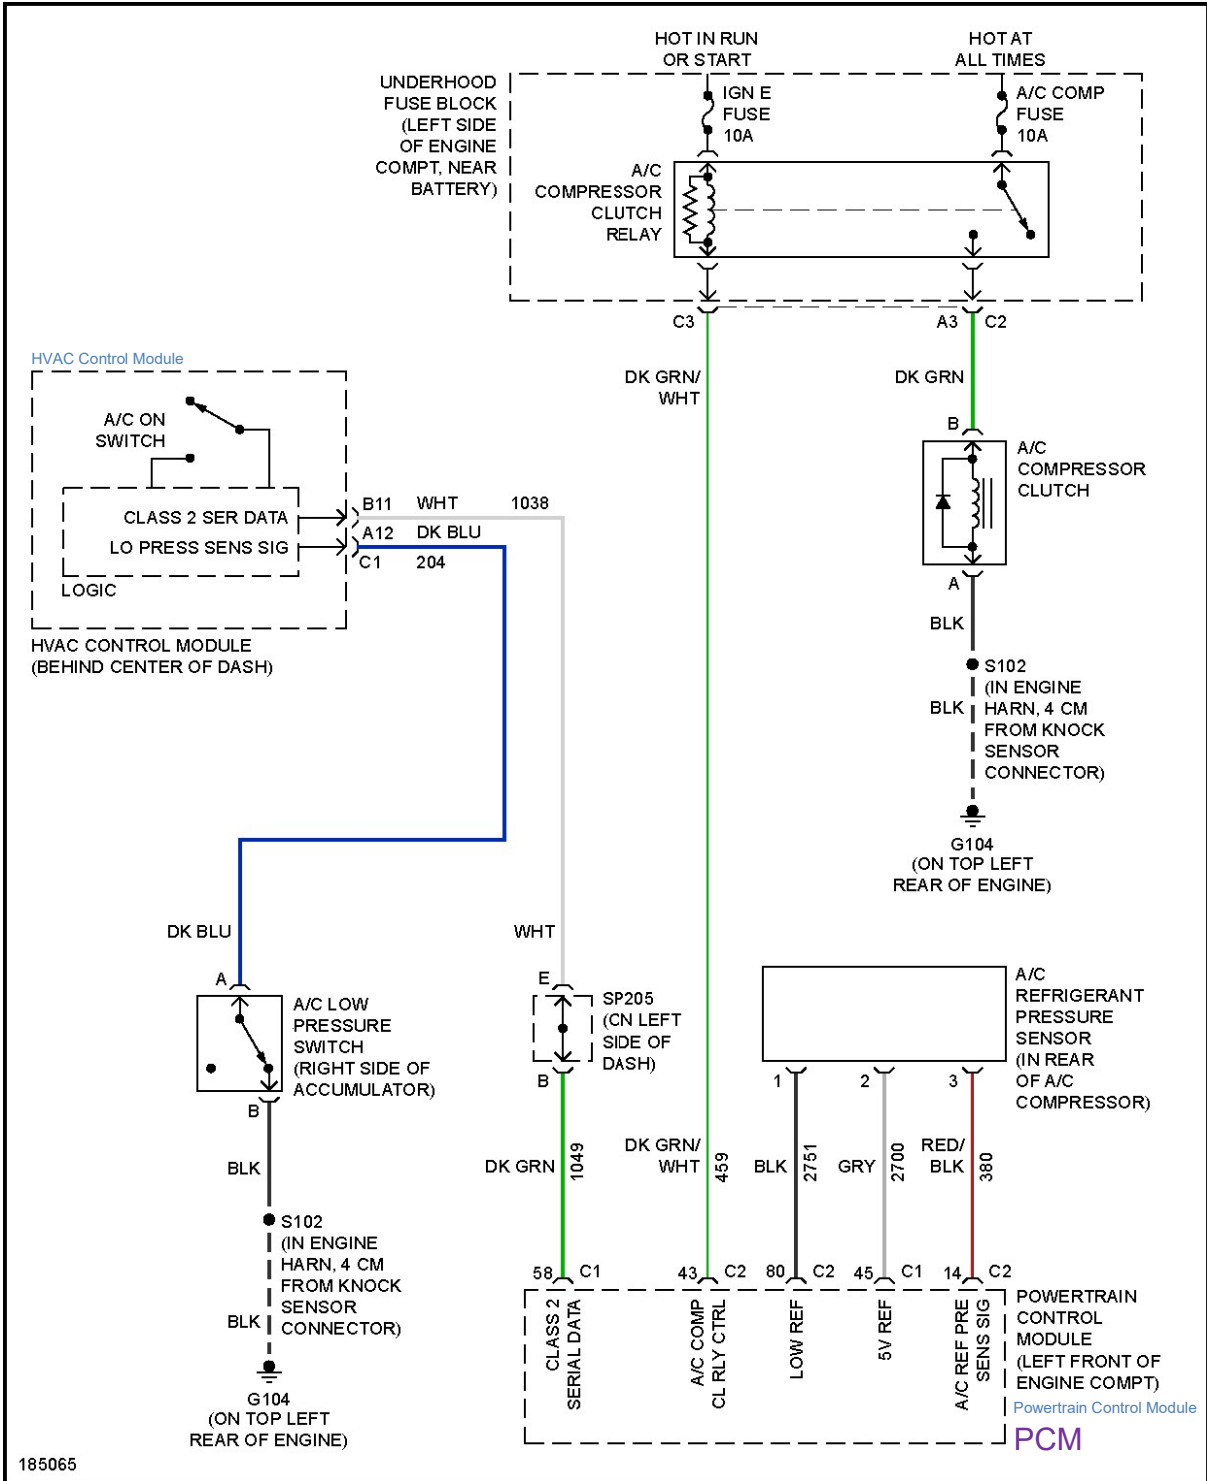 HOT IN RUN
OR START
HOT AT
ALL TIMES
UNDERHOOD
FUSE BLOCK
(LEFT SIDE
OF ENGINE
COMPT, NEAR
BATTERY)
IGN E
FUSE
10A
A/C COMP
FUSE
10A
A/C
COMPRESSOR
CLUTCH
RELAY
C3
A3
C2
DK GRN/
WHT
DK GRN
HVAC Control Module
A/C ON
SWITCH
CLASS 2 SER DATA
LO PRESS SENS SIG
LOGIC
B11
WHT
1038
A12
DK BLU
C1
204
HVAC CONTROL MODULE
(BEHIND CENTER OF DASH)
B
A/C
COMPRESSOR
CLUTCH
A
BLK
S102
(IN ENGINE
HARN, 4 CM
FROM KNOCK
SENSOR
CONNECTOR)
BLK
G104
(ON TOP LEFT
REAR OF ENGINE)
DK BLU
WHT
A
A/C LOW
PRESSURE
SWITCH
(RIGHT SIDE OF
ACCUMULATOR)
B
E
SP205
(CN LEFT
SIDE OF
DASH)
B
A/C
REFRIGERANT
PRESSURE
SENSOR
(IN REAR
OF A/C
COMPRESSOR)
1
2
3
BLK
DK GRN
1049
DK GRN/
WHT
459
BLK
2751
GRY
2700
RED/
BLK
380
S102
(IN ENGINE
HARN, 4 CM
FROM KNOCK
SENSOR
CONNECTOR)
BLK
G104
(ON TOP LEFT
REAR OF ENGINE)
58
C1
43
C2
80
C2
45
C1
14
C2
CLASS 2
SERIAL DATA
A/C COMP
CL RLY CTRL
LOW REF
5V REF
A/C REF PRE
SENS SIG
POWERTRAIN
CONTROL
MODULE
(LEFT FRONT OF
ENGINE COMPT)
Powertrain Control Module
PCM
185065